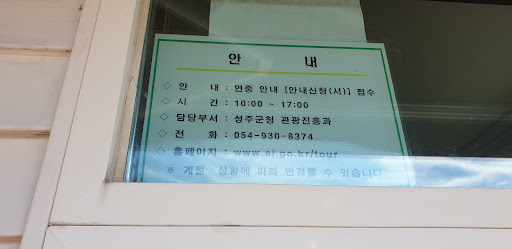 안 내
◇ 안 내 : 연중 안내 [안내신청(서)] 접수
◇ 시 간 : 10:00 ~ 17:00
◇ 담당부서 : 성주군청 관광진흥과
◇ 전 화 : 054-930-8374
◇ 홈페이지 : www.sj.go.kr/tour
※ 계절·상황에 따라 변경될 수 있습니다